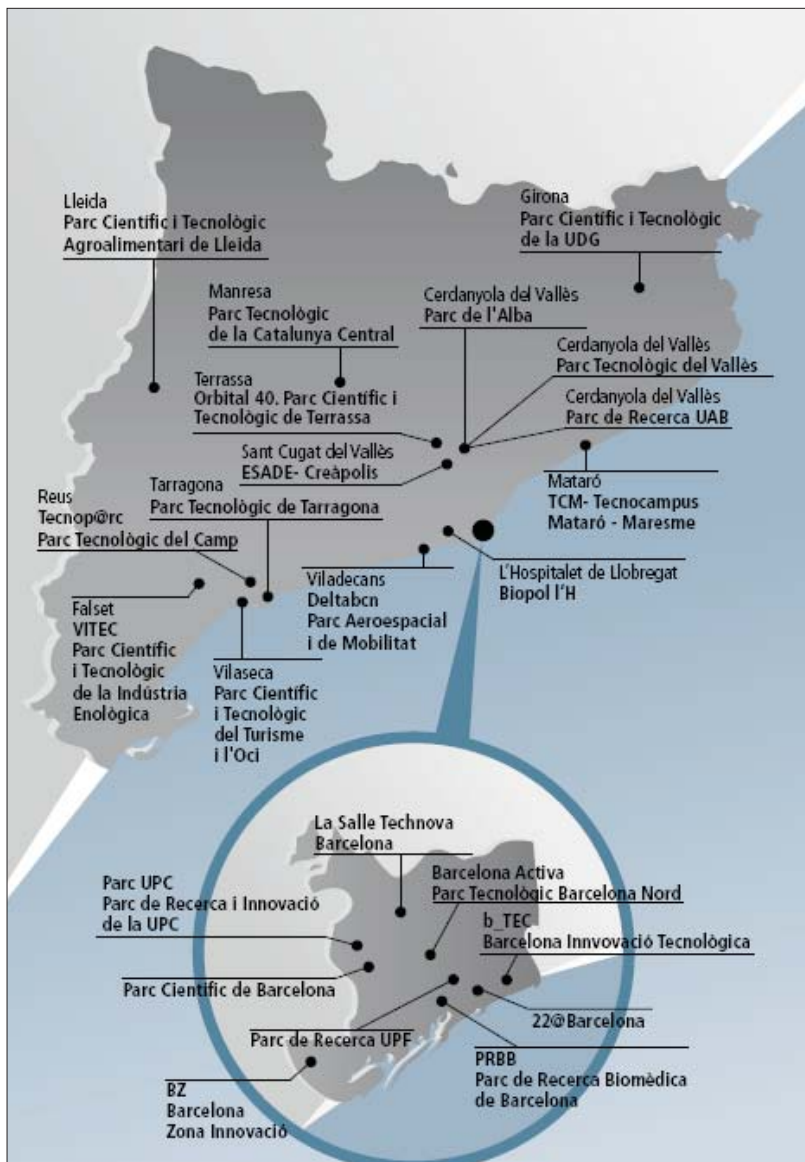 Lleida
Parc Científic i Tecnològic
Agroalimentari de Lleida
Girona
Parc Científic i Tecnològic
de la UDG
Manresa
Parc Tecnològic
de la Catalunya Central
Cerdanyola del Vallès
Parc de l'Alba
Cerdanyola del Vallès
Parc Tecnològic del Vallès
Terrassa
Orbital 40. Parc Científic i
Tecnològic de Terrassa
Cerdanyola del Vallès
Parc de Recerca UAB
Sant Cugat del Vallès
ESADE- Creàpolis
Mataró
TCM- Tecnocampus
Mataró - Maresme
Tarragona
Parc Tecnològic de Tarragona
Reus
Tecnop@rc
Parc Tecnològic del Camp
L'Hospitalet de Llobregat
Biopol l'H
Viladecans
Deltabcn
Parc Aeroespacial
i de Mobilitat
Falset
VITEC
Parc Científic
i Tecnològic
de la Indústria
Enològica
Vilaseca
Parc Científic
i Tecnològic
del Turisme
i l'Oci
La Salle Technova
Barcelona
Barcelona Activa
Parc Tecnològic Barcelona Nord
Parc UPC
Parc de Recerca i Innovació
de la UPC
b_TEC
Barcelona Innvovació Tecnològica
Parc Científic de Barcelona
22@Barcelona
Parc de Recerca UPF
PRBB
Parc de Recerca Biomèdica
de Barcelona
BZ
Barcelona
Zona Innovació